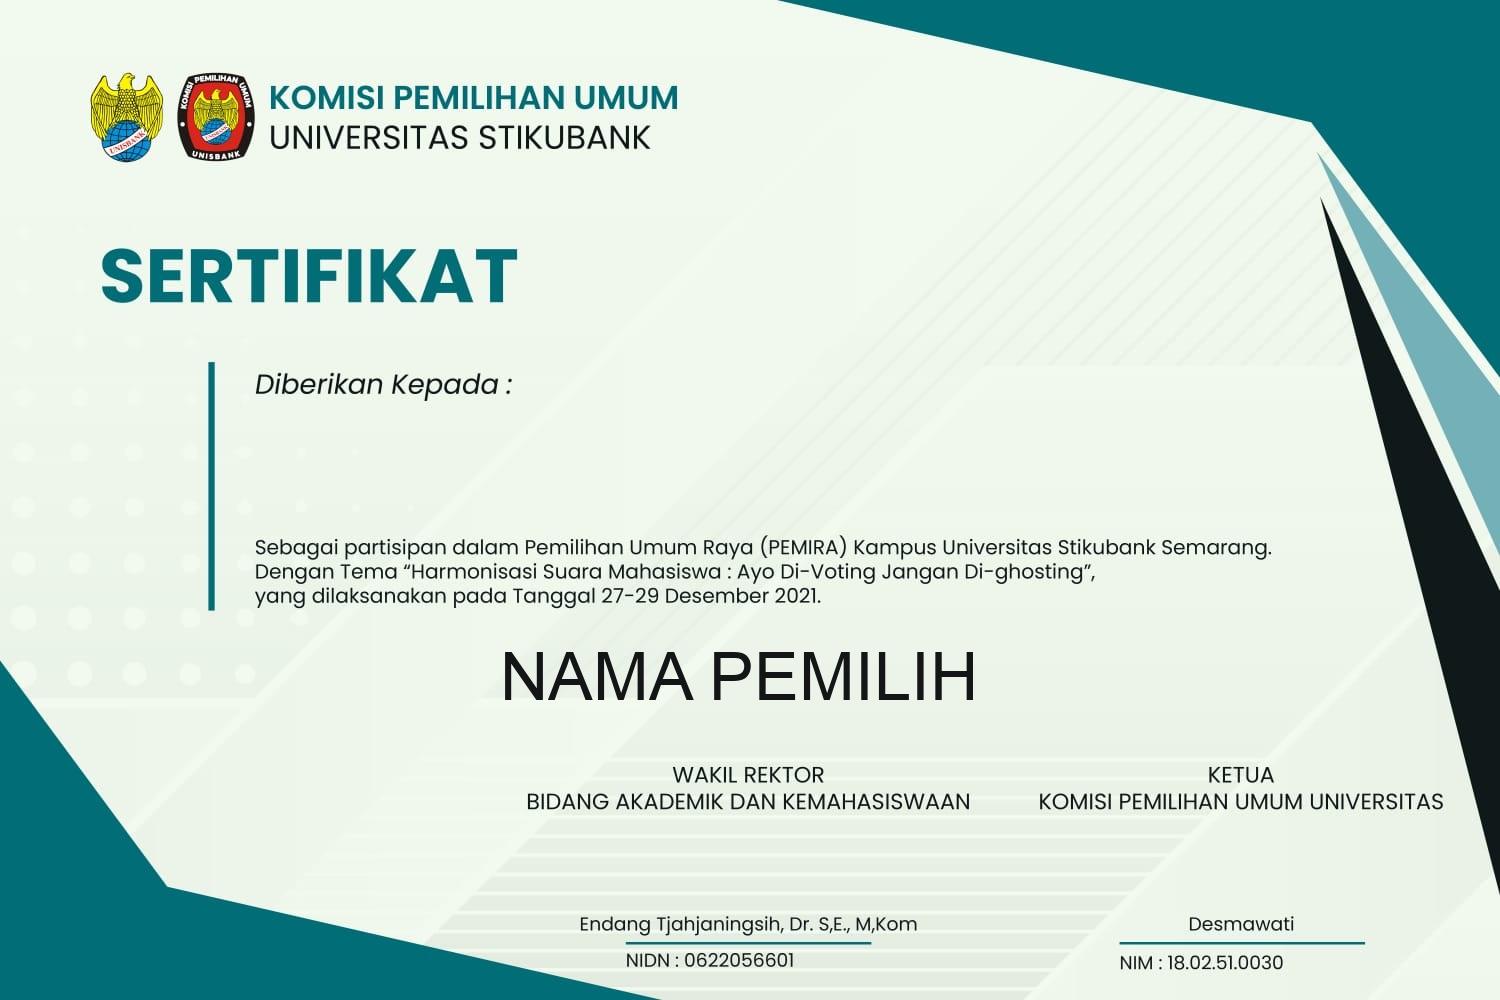 KOMISI PEMILIHAN UMUM
UNIVERSITAS STIKUBANK
UNISBANK
KOMISI PEMILIHAN UMUM
UNISBANK
UNISBANK
SERTIFIKAT
Diberikan Kepada :
Sebagai partisipan dalam Pemilihan Umum Raya (PEMIRA) Kampus Universitas Stikubank Semarang.
Dengan Tema “Harmonisasi Suara Mahasiswa : Ayo Di-Voting Jangan Di-ghosting”,
yang dilaksanakan pada Tanggal 27-29 Desember 2021.
NAMA PEMILIH
WAKIL REKTOR
BIDANG AKADEMIK DAN KEMAHASISWAAN
Endang Tjahjaningsih, Dr. S,E., M,Kom
NIDN : 0622056601
KETUA
KOMISI PEMILIHAN UMUM UNIVERSITAS
Desmawati
NIM : 18.02.51.0030